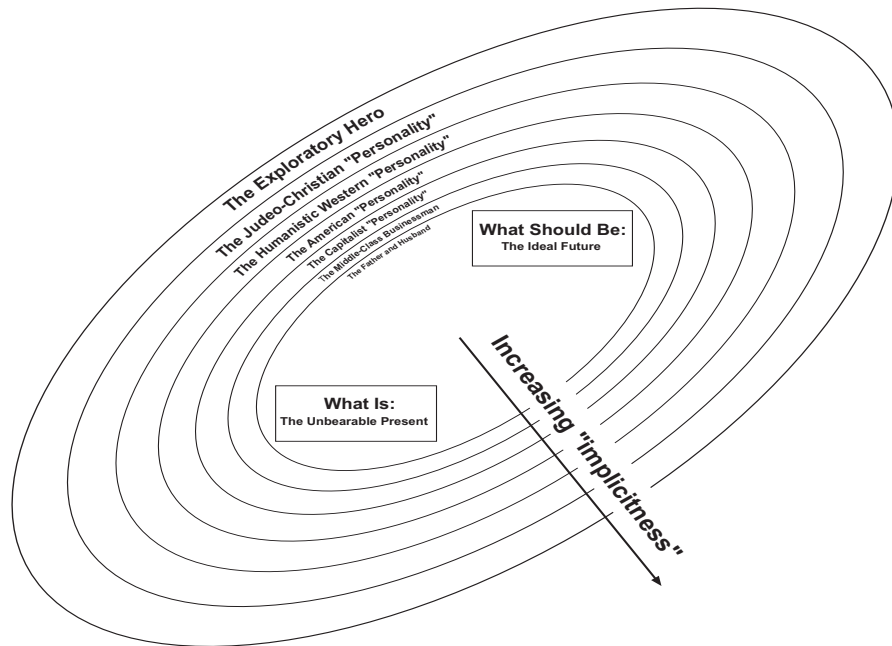 The Exploratory Hero
The Judeo-Christian "Personality"
The Humanistic Western "Personality"
The American "Personality"
The Capitalist "Personality"
The Middle-Class Businessman
The Father and Husband
What Should Be:
The Ideal Future
What Is:
The Unbearable Present
Increasing "implicitness"